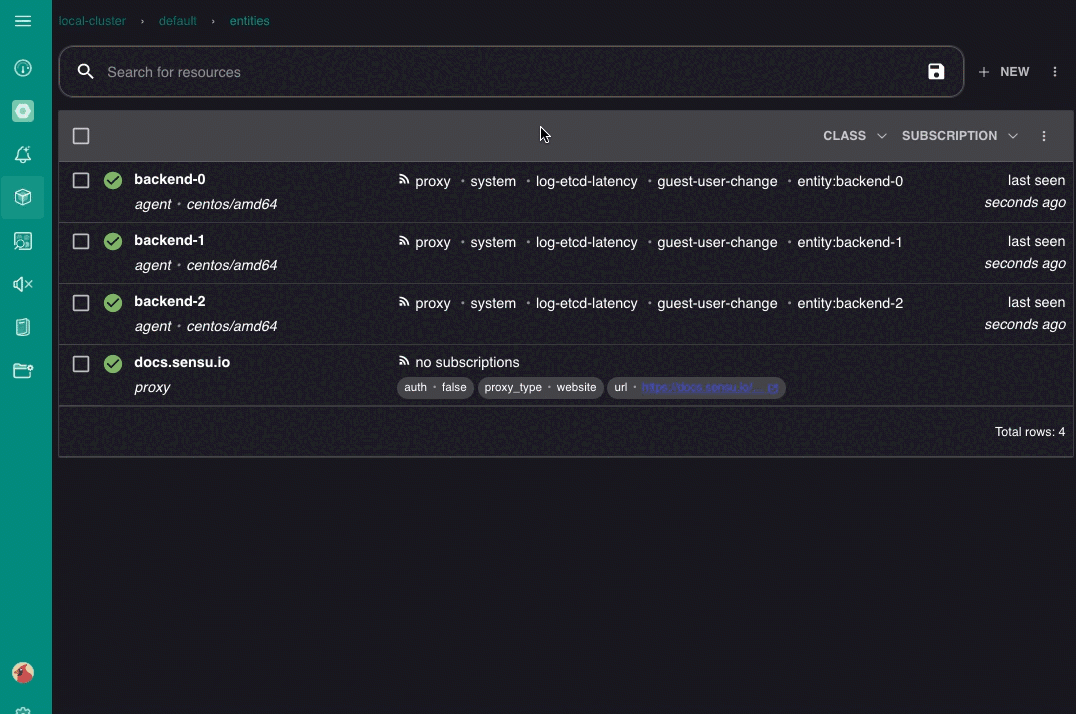 local-cluster › default › entities
Search for resources
+ NEW
CLASS SUBSCRIPTION
backend-0
proxy • system • log-etcd-latency • guest-user-change • entity:backend-0
last seen
agent • centos/amd64
seconds ago
backend-1
proxy • system • log-etcd-latency • guest-user-change • entity:backend-1
last seen
agent • centos/amd64
seconds ago
backend-2
proxy • system • log-etcd-latency • guest-user-change • entity:backend-2
last seen
agent • centos/amd64
seconds ago
docs.sensu.io
no subscriptions
proxy
auth • false proxy_type • website url • https://docs.sensu.io/...
Total rows: 4